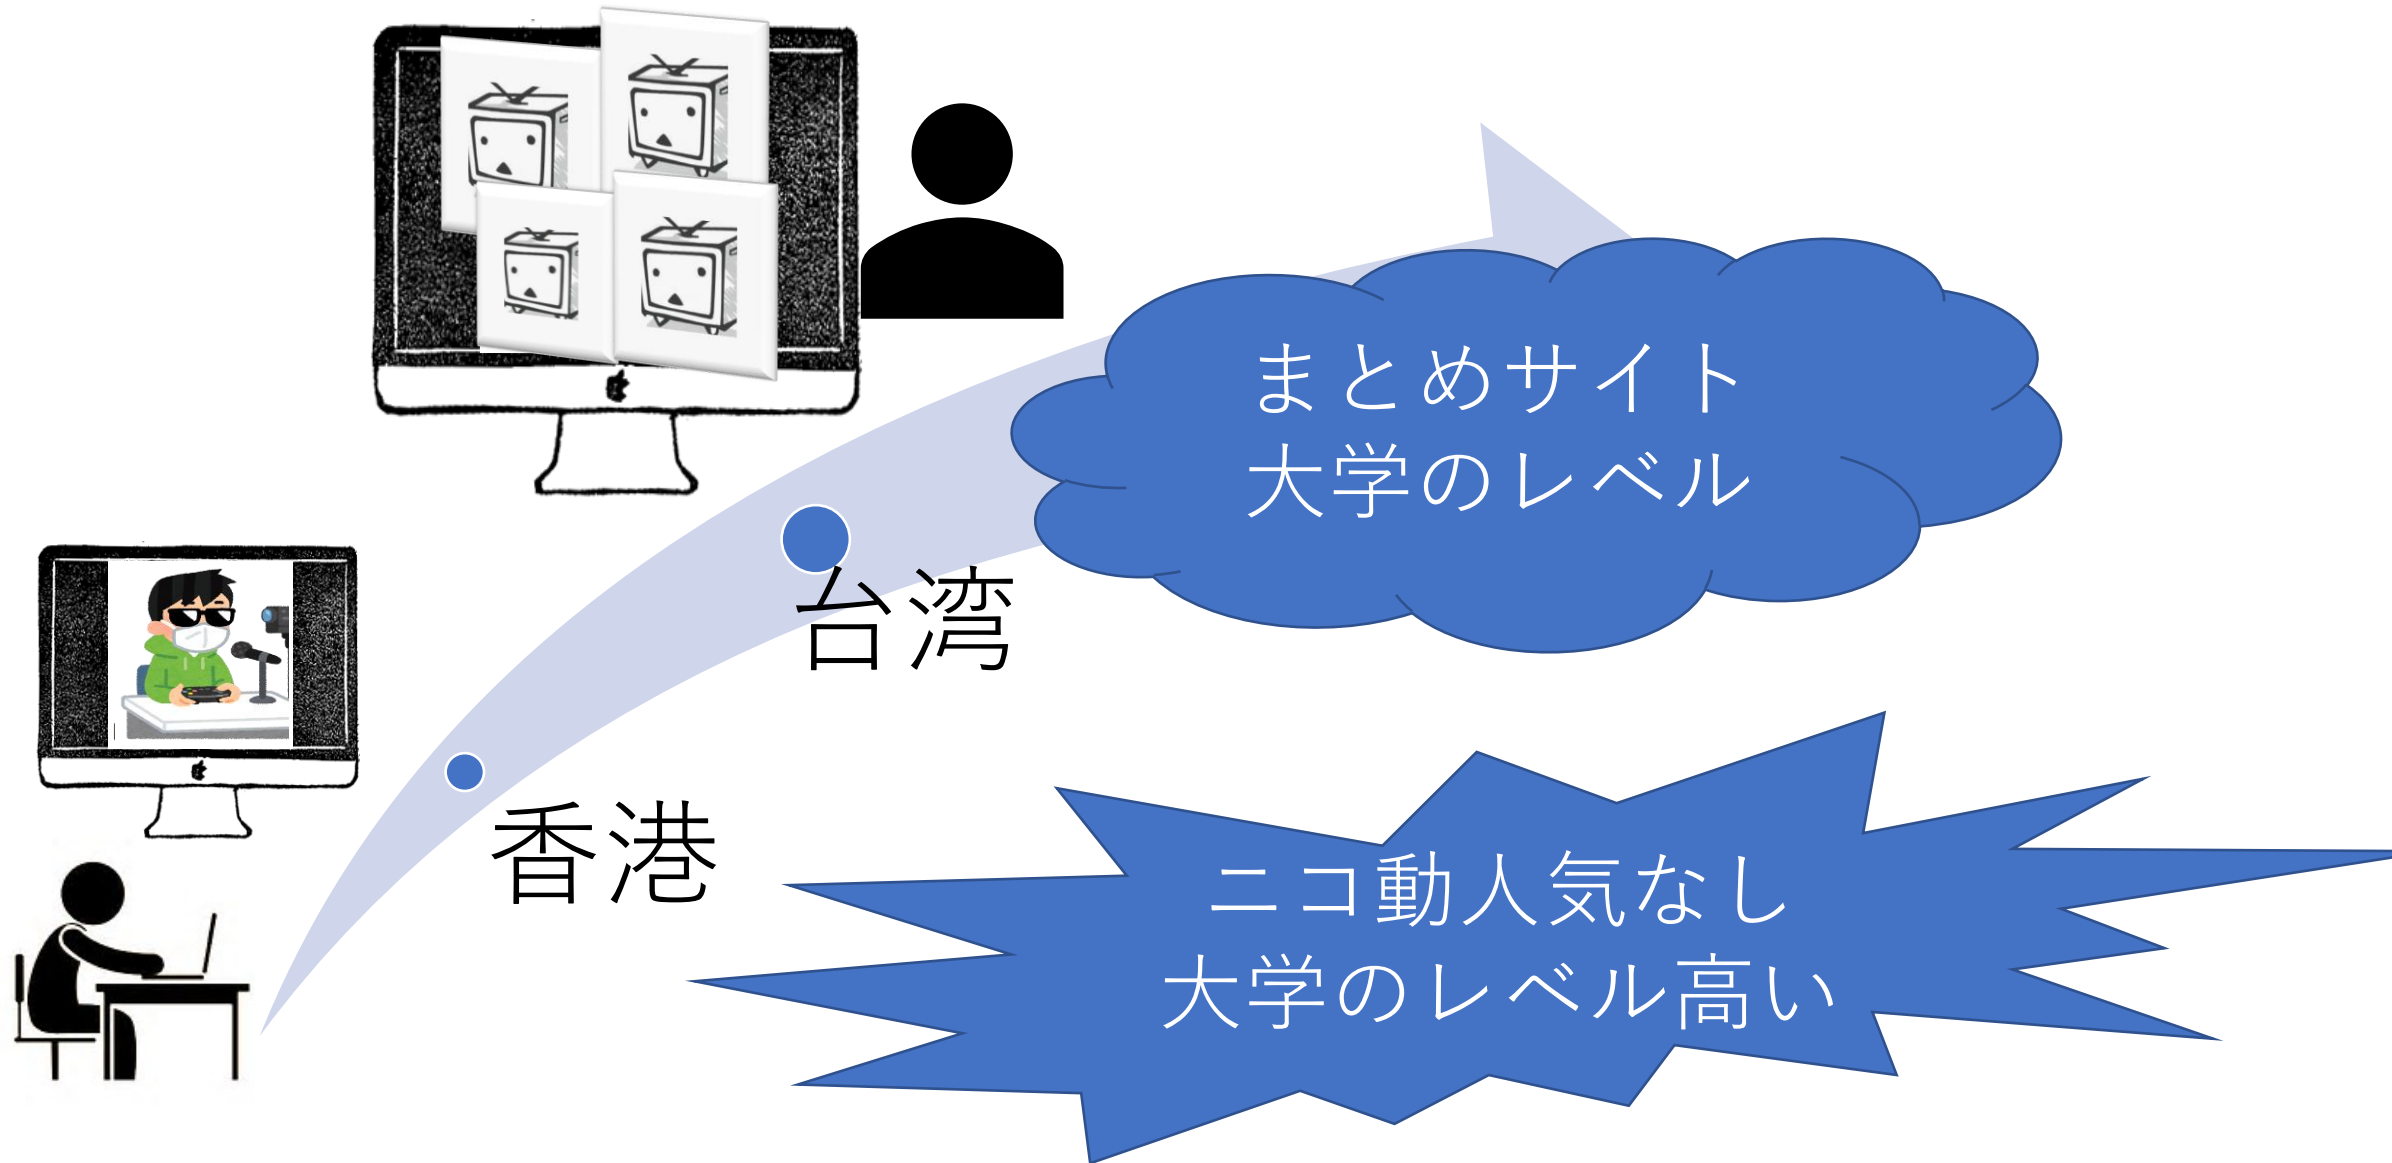 まとめサイト
大学のレベル
台湾
香港
ニコ動人気なし
大学のレベル高い